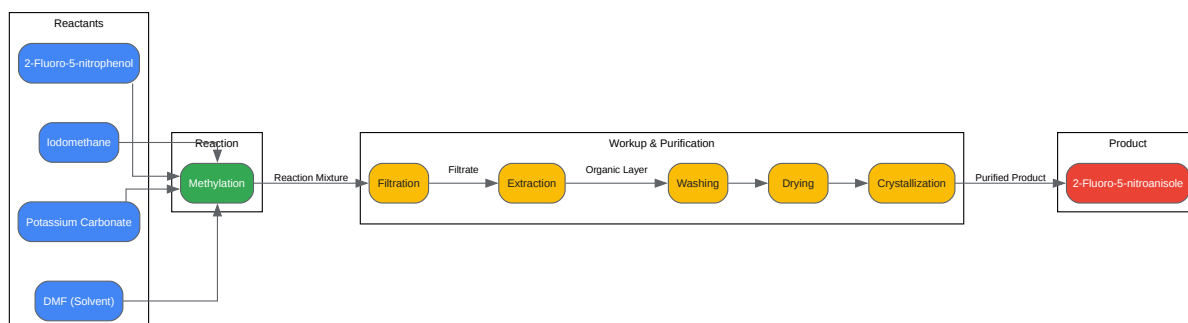 Reactants
2-Fluoro-5-nitrophenol
Iodomethane
Potassium Carbonate
DMF (Solvent)
Reaction
Methylation
Reaction Mixture
Workup & Purification
Filtration
Filtrate
Extraction
Organic Layer
Washing
Drying
Crystallization
Purified Product
Product
2-Fluoro-5-nitroanisole